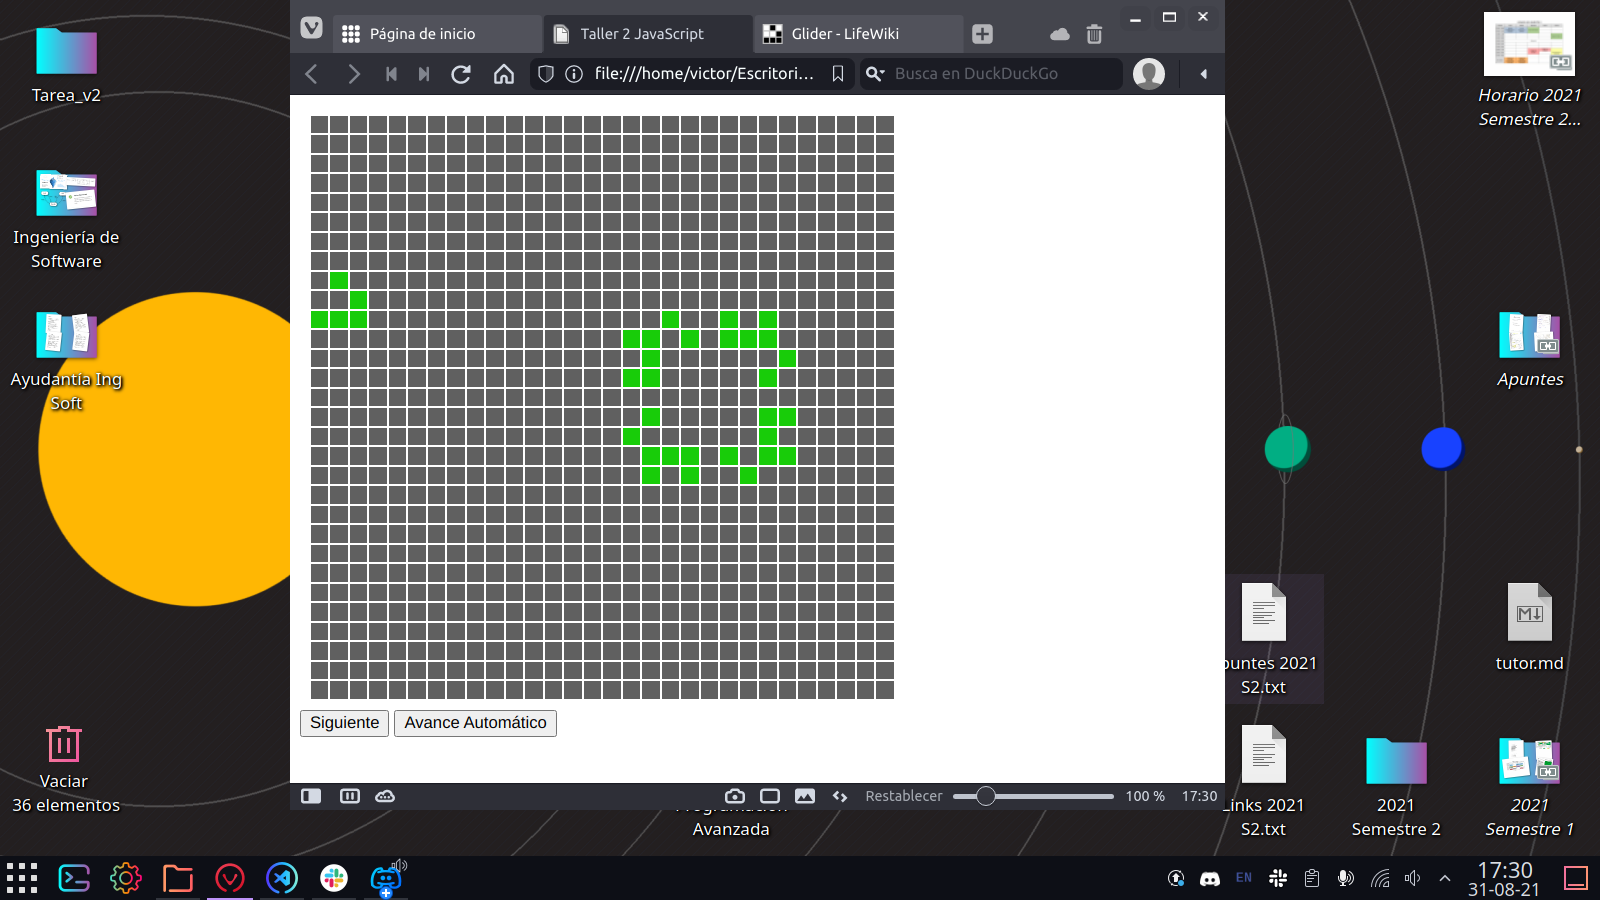 Página de inicio
Taller 2 JavaScript
Glider - LifeWiki
file:///home/victor/Escritori...
Busca en DuckDuckGo
Tarea_v2
Horario 2021
Semestre 2...
Ingeniería de
Software
Ayudantía Ing
Soft
Apuntes
puntes 2021
S2.txt
tutor.md
Siguiente
Avance Automático
Vaciar
36 elementos
Restablecer
100 %
17:30
Programación
Avanzada
Links 2021
S2.txt
2021
Semestre 2
2021
Semestre 1
EN
17:30
31-08-21